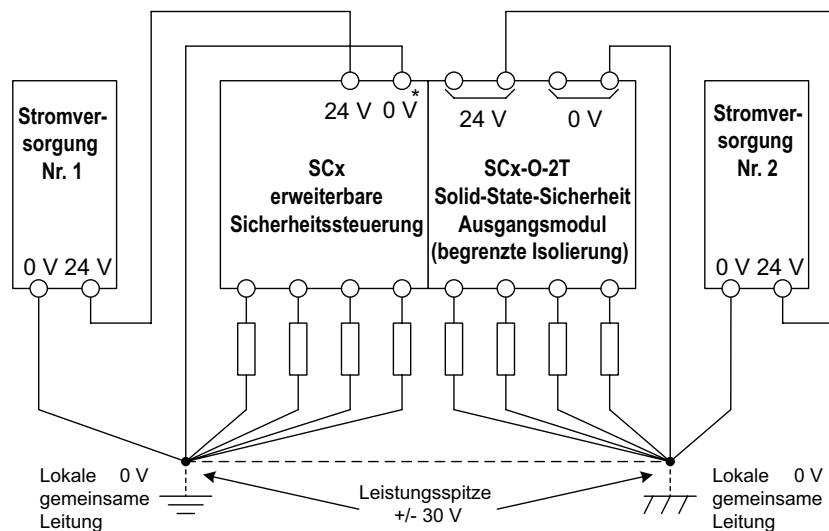 Stromver-
sorgung
Nr. 1
0 V 24 V
24 V 0 V*
SCx
erweiterbare
Sicherheitssteuerung
24 V 0 V
SCx-O-2T
Solid-State-Sicherheit
Ausgangsmodul
(begrenzte Isolierung)
Stromver-
sorgung
Nr. 2
0 V 24 V
Lokale 0 V
gemeinsame
Leitung
Leistungsspitze
+/- 30 V
Lokale 0 V
gemeinsame
Leitung